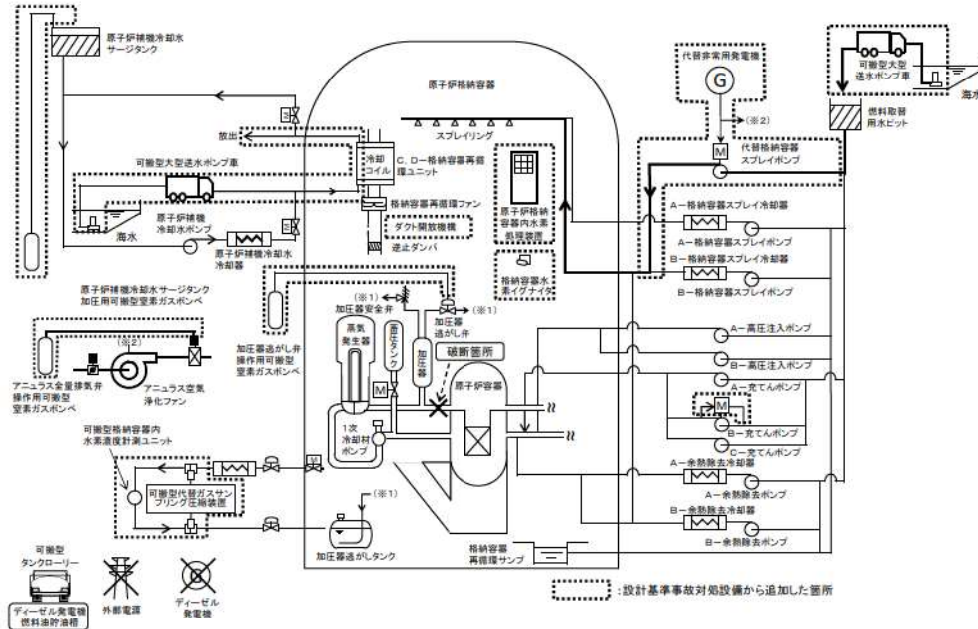 原子炉補機冷却水
サージタンク
原子炉格納容器
代替非常用発電機
G
可搬型大型
送水ポンプ車
海水
(※2)
燃料取替
用水ピット
M
放出
スプレイリング
冷却
コイル
C,D-格納容器再循
環ユニット
M
代替格納容器
スプレイポンプ
可搬型大型送水ポンプ車
格納容器再循環ファン
原子炉格納
容器内水素
処理装置
A-格納容器スプレイ冷却器
ダクト開放機構
海水
原子炉補機
冷却水ポンプ
M
逆止ダンパ
A-格納容器スプレイポンプ
B-格納容器スプレイ冷却器
原子炉補機冷却水
冷却器
格納容器水
素イグナイタ
B-格納容器スプレイポンプ
原子炉補機冷却水サージタンク
加圧用可搬型窒素ガスボンベ
(※1)
加圧器安全弁
(※1)
加圧器
逃がし弁
蒸気
発生器
蓄圧タンク
加圧器
破断箇所
原子炉容器
A-高圧注入ポンプ
B-高圧注入ポンプ
加圧器逃がし弁
操作用可搬型
窒素ガスボンベ
(※2)
アニュラス全量排気弁
操作用可搬型
窒素ガスボンベ
アニュラス空気
浄化ファン
M
A-充てんポンプ
M
B-充てんポンプ
C-充てんポンプ
1次
冷却材
ポンプ
可搬型格納容器内
水素濃度計測ユニット
M
A-余熱除去冷却器
可搬型代替ガスサン
プリング圧縮装置
(※1)
A-余熱除去ポンプ
B-余熱除去冷却器
B-余熱除去ポンプ
加圧器逃がしタンク
格納容器
再循環サンプ
可搬型
タンクローリー
ディーゼル発電機
燃料油貯油槽
外部電源
ディーゼル
発電機
:設計基準事故対処設備から追加した箇所